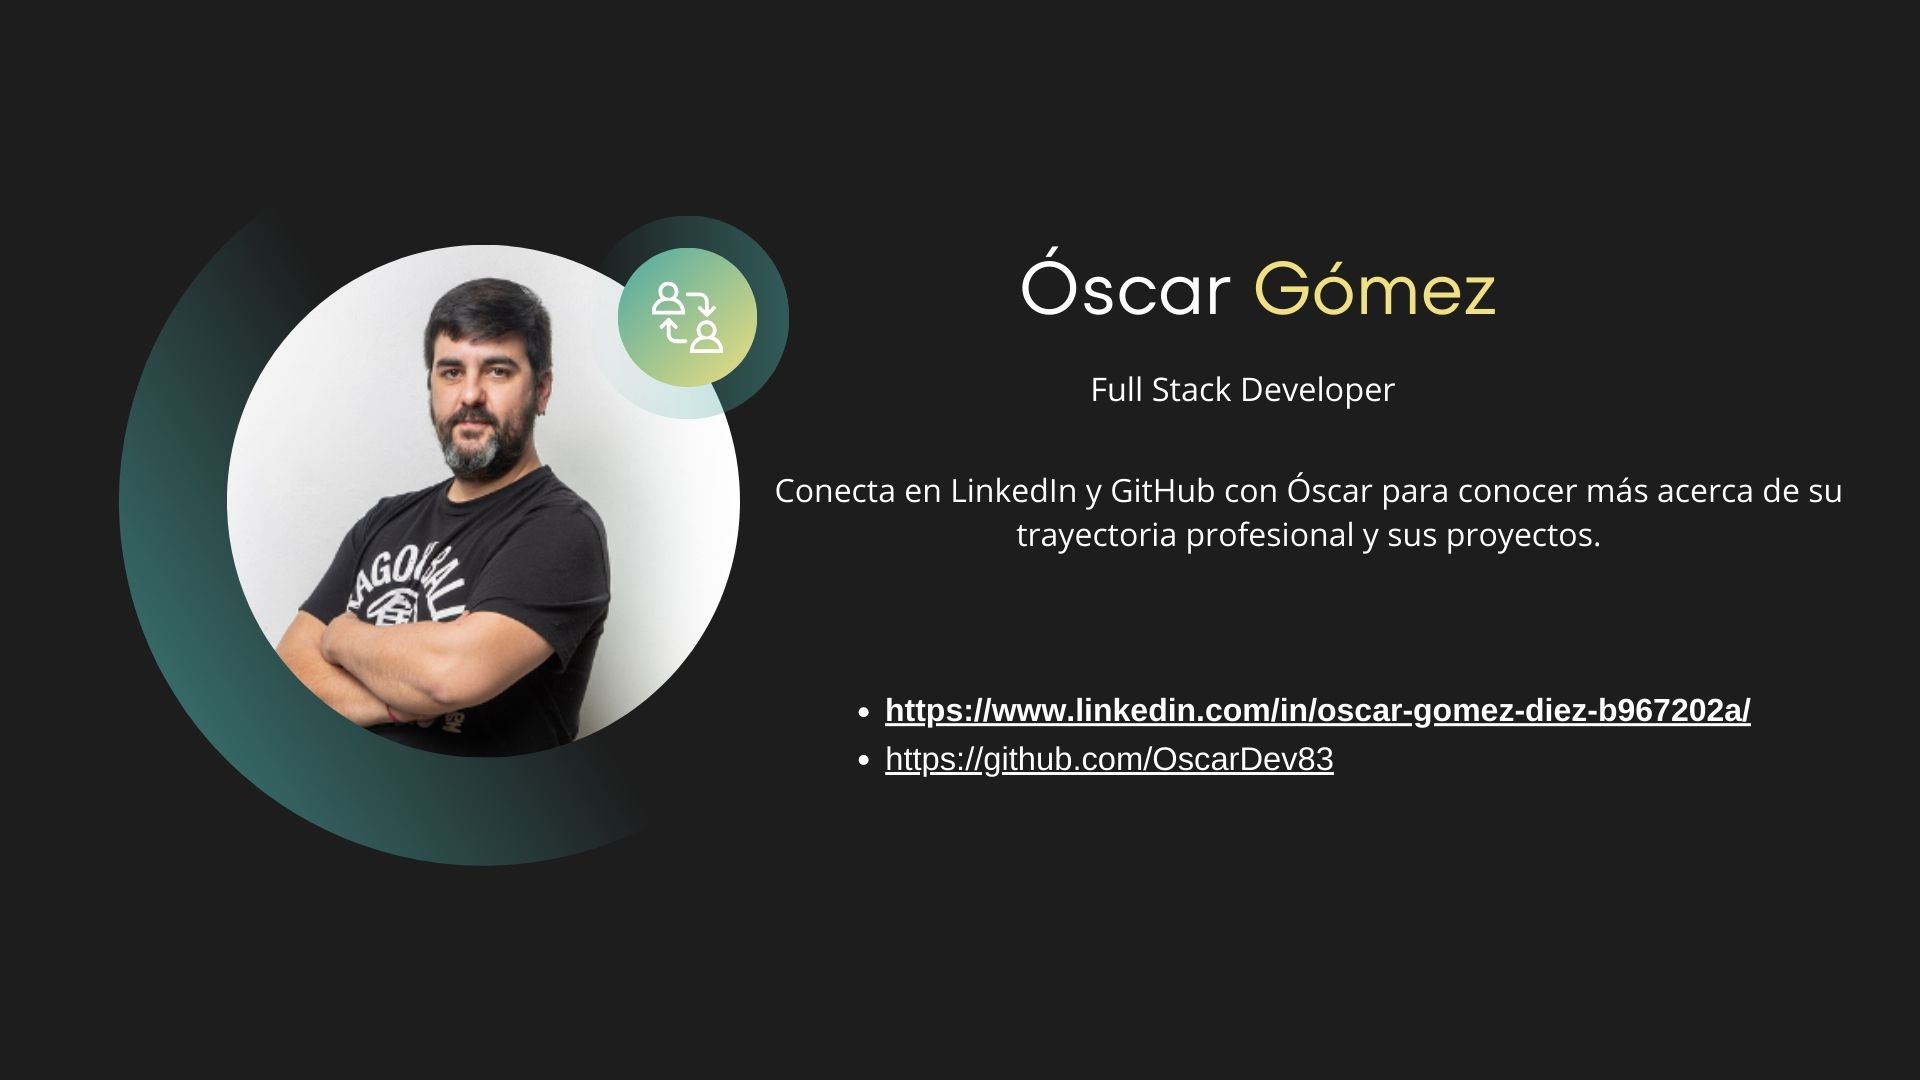 Óscar Gómez
Full Stack Developer
Conecta en LinkedIn y GitHub con Óscar para conocer más acerca de su
trayectoria profesional y sus proyectos.
• https://www.linkedin.com/in/oscar-gomez-diez-b967202a/
• https://github.com/OscarDev83